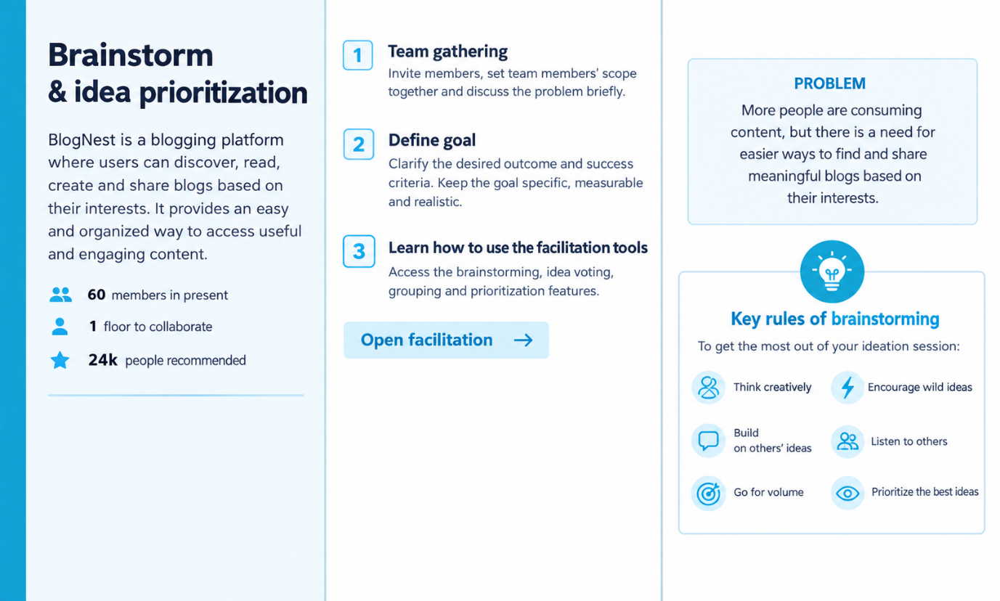 Brainstorm
& idea prioritization
BlogNest is a blogging platform
where users can discover, read,
create and share blogs based on
their interests. It provides an easy
and organized way to access useful
and engaging content.
60 members in present
1 floor to collaborate
24k people recommended
1
Team gathering
Invite members, set team members’ scope
together and discuss the problem briefly.
2
Define goal
Clarify the desired outcome and success
criteria. Keep the goal specific, measurable
and realistic.
3
Learn how to use the facilitation tools
Access the brainstorming, idea voting,
grouping and prioritization features.
Open facilitation →
PROBLEM
More people are consuming
content, but there is a need for
easier ways to find and share
meaningful blogs based on
their interests.
Key rules of brainstorming
To get the most out of your ideation session:
Think creatively
Encourage wild ideas
Build
on others’ ideas
Listen to others
Go for volume
Prioritize the best ideas